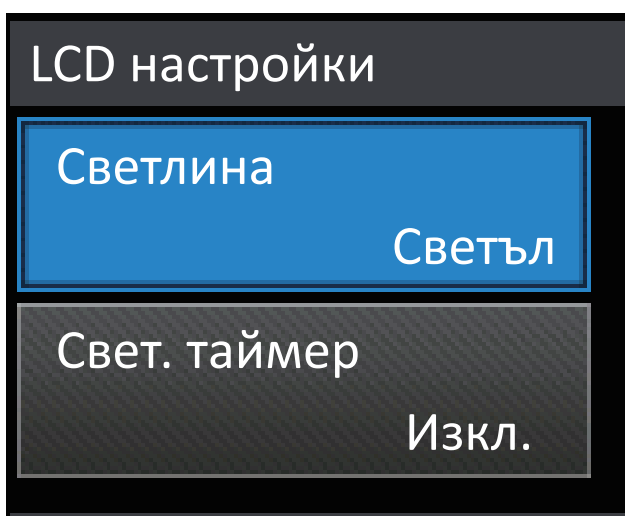 LCD настройки
Светлина
Светъл
Свет. таймер
Изкл.